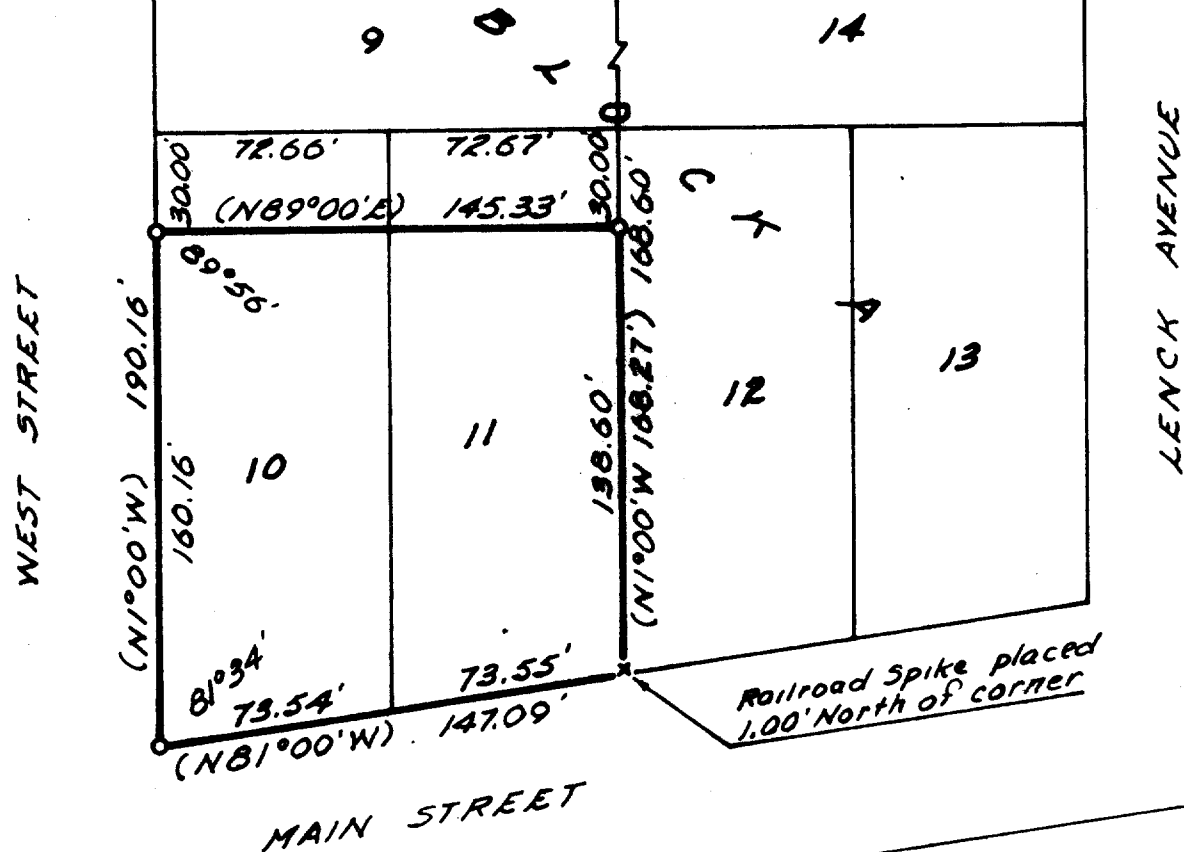 9
14
B
Y
O
C
Y
A
72.66'
72.67'
30.00'
30.00'
(N89°00'E) 145.33'
89°56'
168.60'
190.16'
160.16'
(N1°00'W)
10
11
12
13
138.60'
(N1°00'W 168.27')
81°34'
73.54'
73.55'
(N81°00'W) 147.09'
Railroad Spike placed
1.00' North of corner
WEST STREET
LENCK AVENUE
MAIN STREET